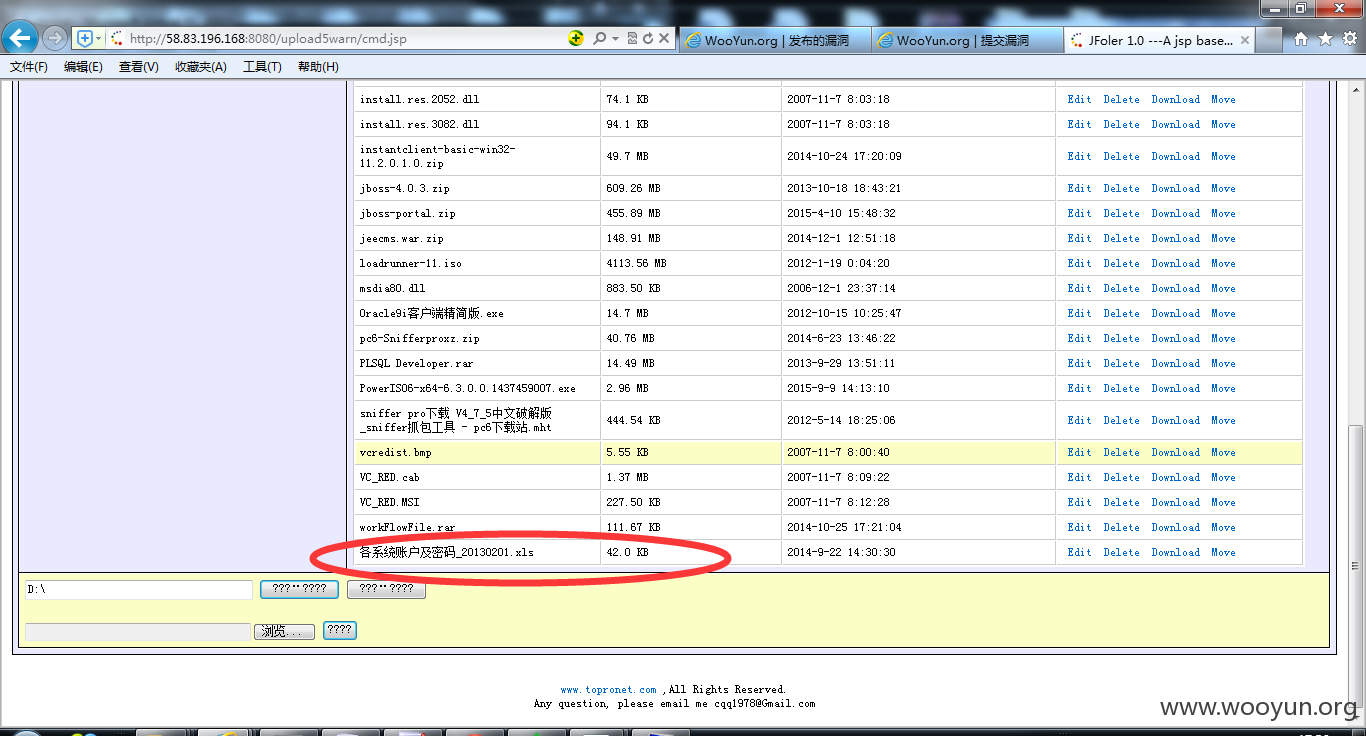 http://58.83.196.168:8080/upload5warn/cmd.jsp
WooYun.org | 发布的漏洞
WooYun.org | 提交漏洞
JFoler 1.0 ---A jsp base...
文件(F) 编辑(E) 查看(V) 收藏夹(A) 工具(T) 帮助(H)
install.res.2052.dll 74.1 KB 2007-11-7 8:03:18 Edit Delete Download Move
install.res.3082.dll 94.1 KB 2007-11-7 8:03:18 Edit Delete Download Move
instantclient-basic-win32-
11.2.0.1.0.zip 49.7 MB 2014-10-24 17:20:09 Edit Delete Download Move
jboss-4.0.3.zip 609.26 MB 2013-10-18 18:43:21 Edit Delete Download Move
jboss-portal.zip 455.89 MB 2015-4-10 15:48:32 Edit Delete Download Move
jeecms.war.zip 148.91 MB 2014-12-1 12:51:18 Edit Delete Download Move
loadrunner-11.iso 4113.56 MB 2012-1-19 0:04:20 Edit Delete Download Move
msdia80.dll 883.50 KB 2006-12-1 23:37:14 Edit Delete Download Move
Oracle9i客户端精简版.exe 14.7 MB 2012-10-15 10:25:47 Edit Delete Download Move
pc6-Snifferproxz.zip 40.76 MB 2014-6-23 13:46:22 Edit Delete Download Move
PLSQL Developer.rar 14.49 MB 2013-9-29 13:51:11 Edit Delete Download Move
PowerISO6-x64-6.3.0.0.1437459007.exe 2.96 MB 2015-9-9 14:13:10 Edit Delete Download Move
sniffer pro下载 V4_7_5中文破解版
_sniffer抓包工具 - pc6下载站.mht 444.54 KB 2012-5-14 18:25:06 Edit Delete Download Move
vcredist.bmp 5.55 KB 2007-11-7 8:00:40 Edit Delete Download Move
VC_RED.cab 1.37 MB 2007-11-7 8:09:22 Edit Delete Download Move
VC_RED.MSI 227.50 KB 2007-11-7 8:12:28 Edit Delete Download Move
workFlowFile.rar 111.67 KB 2014-10-25 17:21:04 Edit Delete Download Move
各系统账户及密码_20130201.xls 42.0 KB 2014-9-22 14:30:30 Edit Delete Download Move
D:\ ???¨???? ???¨????
浏览... ????
www.topronet.com ,All Rights Reserved.
Any question, please email me cqq1978@Gmail.com
www.wooyun.org